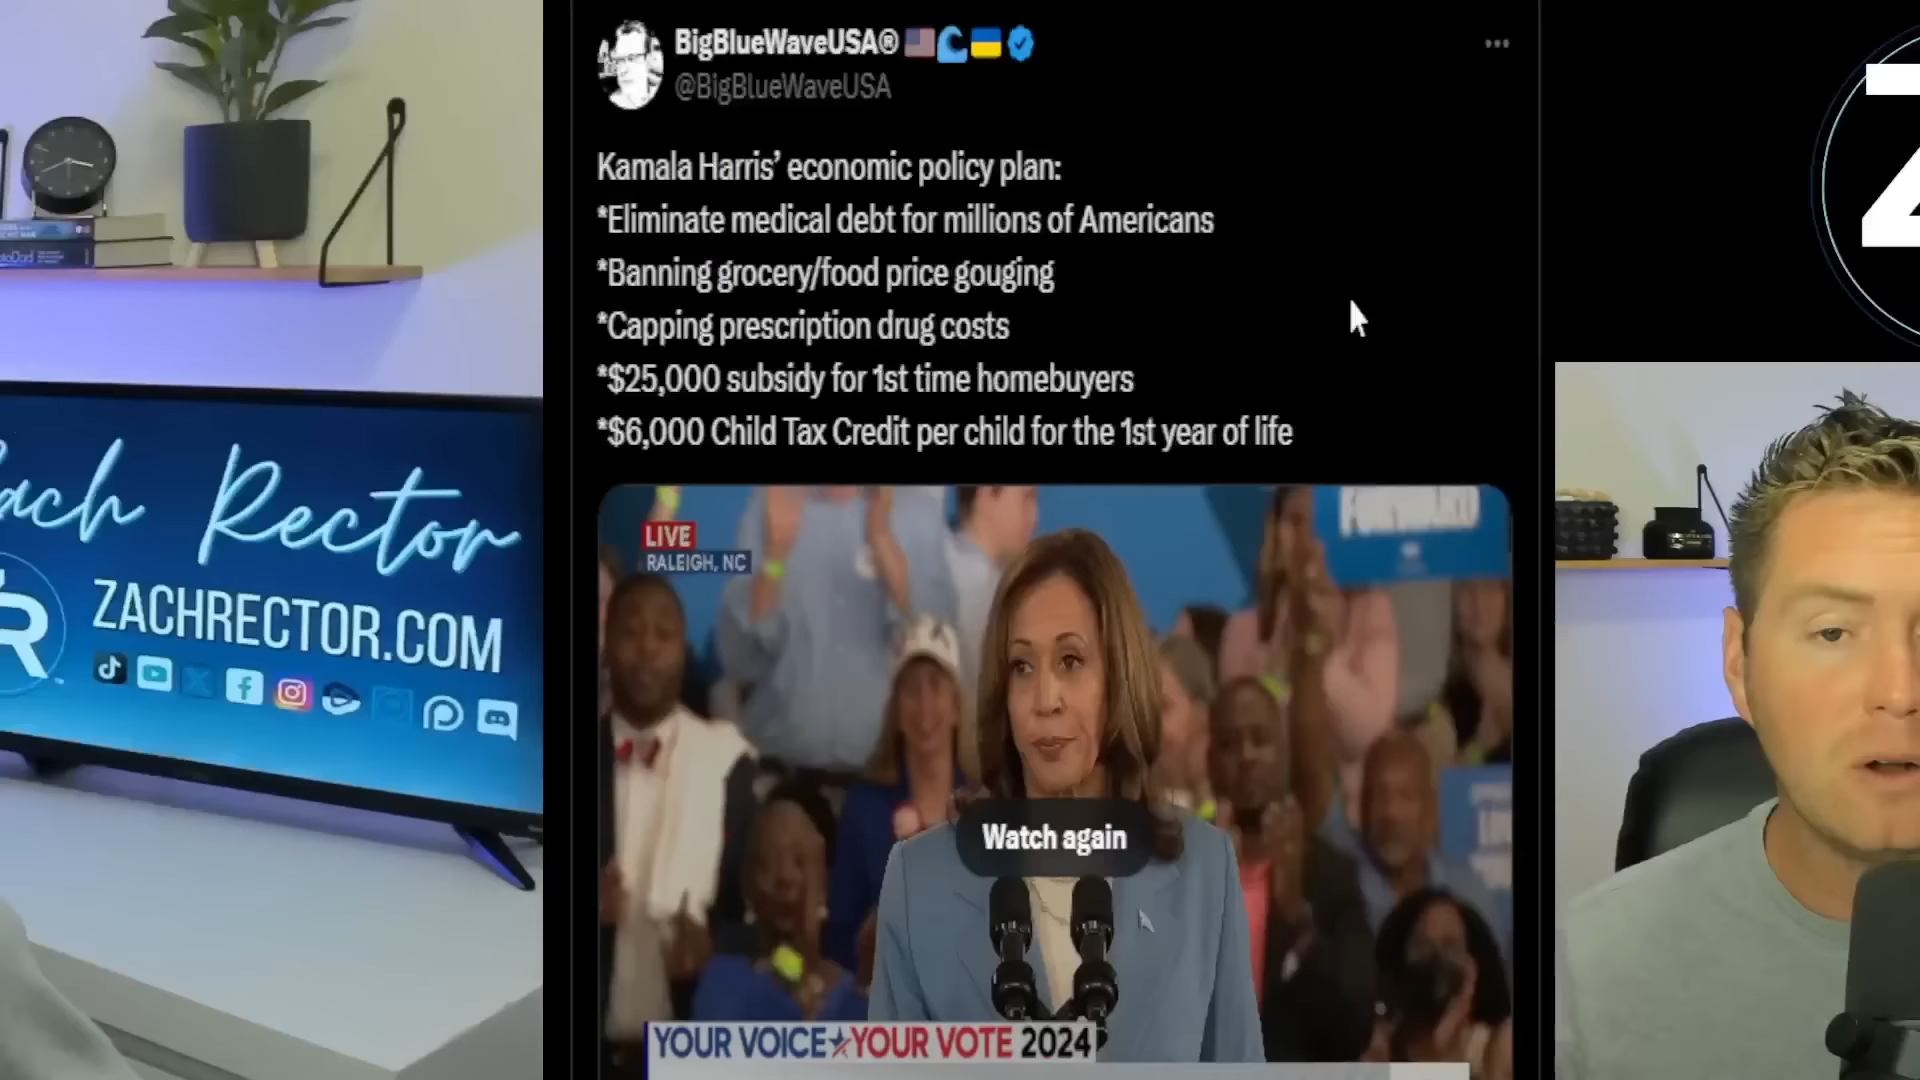 BigBlueWaveUSA®
@BigBlueWaveUSA
Kamala Harris’ economic policy plan:
*Eliminate medical debt for millions of Americans
*Banning grocery/food price gouging
*Capping prescription drug costs
*$25,000 subsidy for 1st time homebuyers
*$6,000 Child Tax Credit per child for the 1st year of life
LIVE
RALEIGH, NC
FORWARD
Watch again
YOUR VOICE YOUR VOTE 2024
ach Rector
ZACHRECTOR.COM